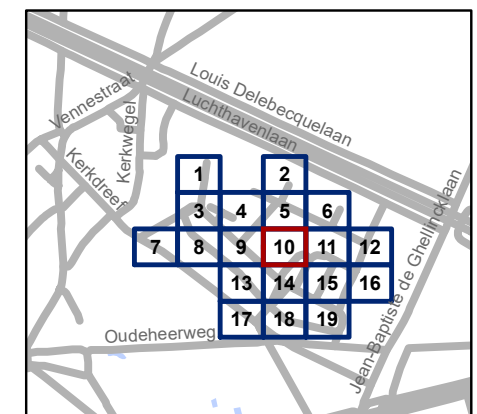 Louis Delebecquelaan
Luchthavenlaan
Vennestraat
Kerkwegel
Kerkdreef
1 2
3 4 5 6
7 8 9 10 11 12
13 14 15 16
17 18 19
Oudeheerweg
Jean-Baptiste de Ghellincklaan